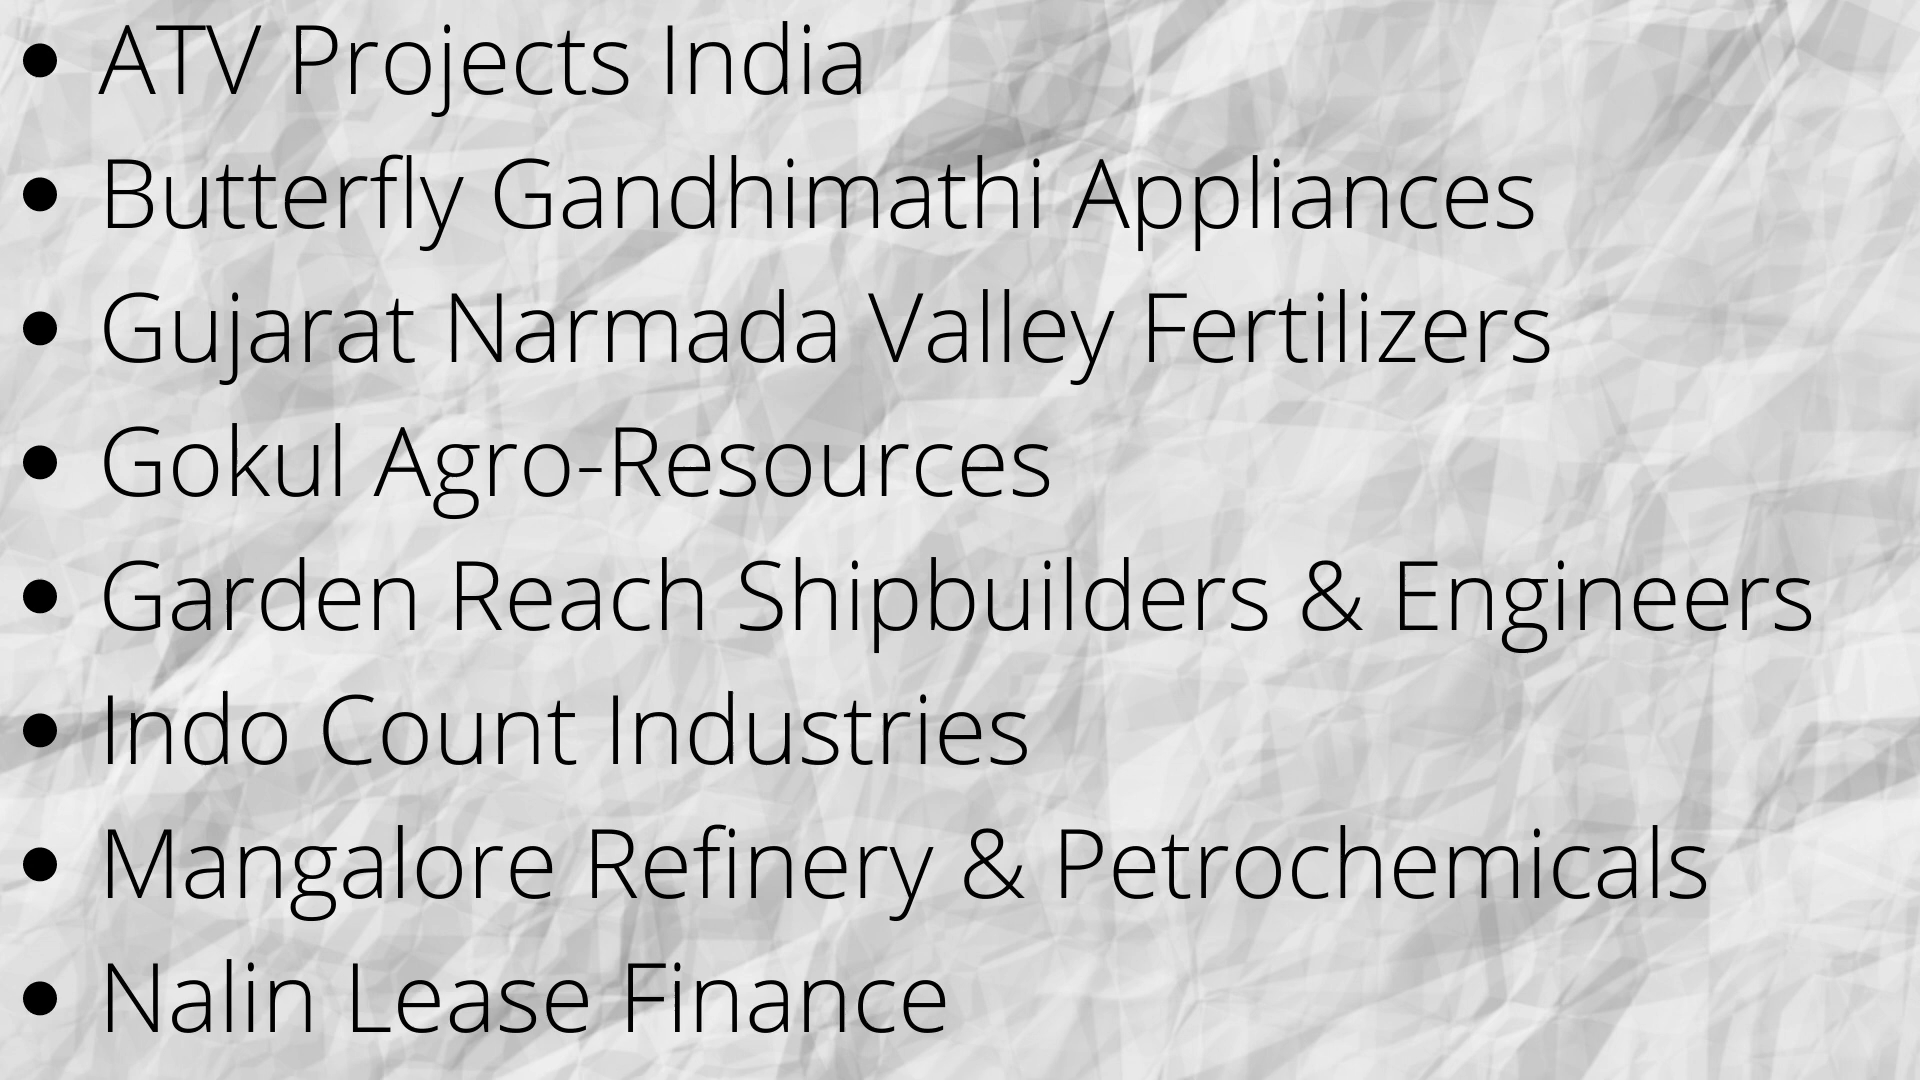 • ATV Projects India
• Butterfly Gandhimathi Appliances
• Gujarat Narmada Valley Fertilizers
• Gokul Agro-Resources
• Garden Reach Shipbuilders & Engineers
• Indo Count Industries
• Mangalore Refinery & Petrochemicals
• Nalin Lease Finance